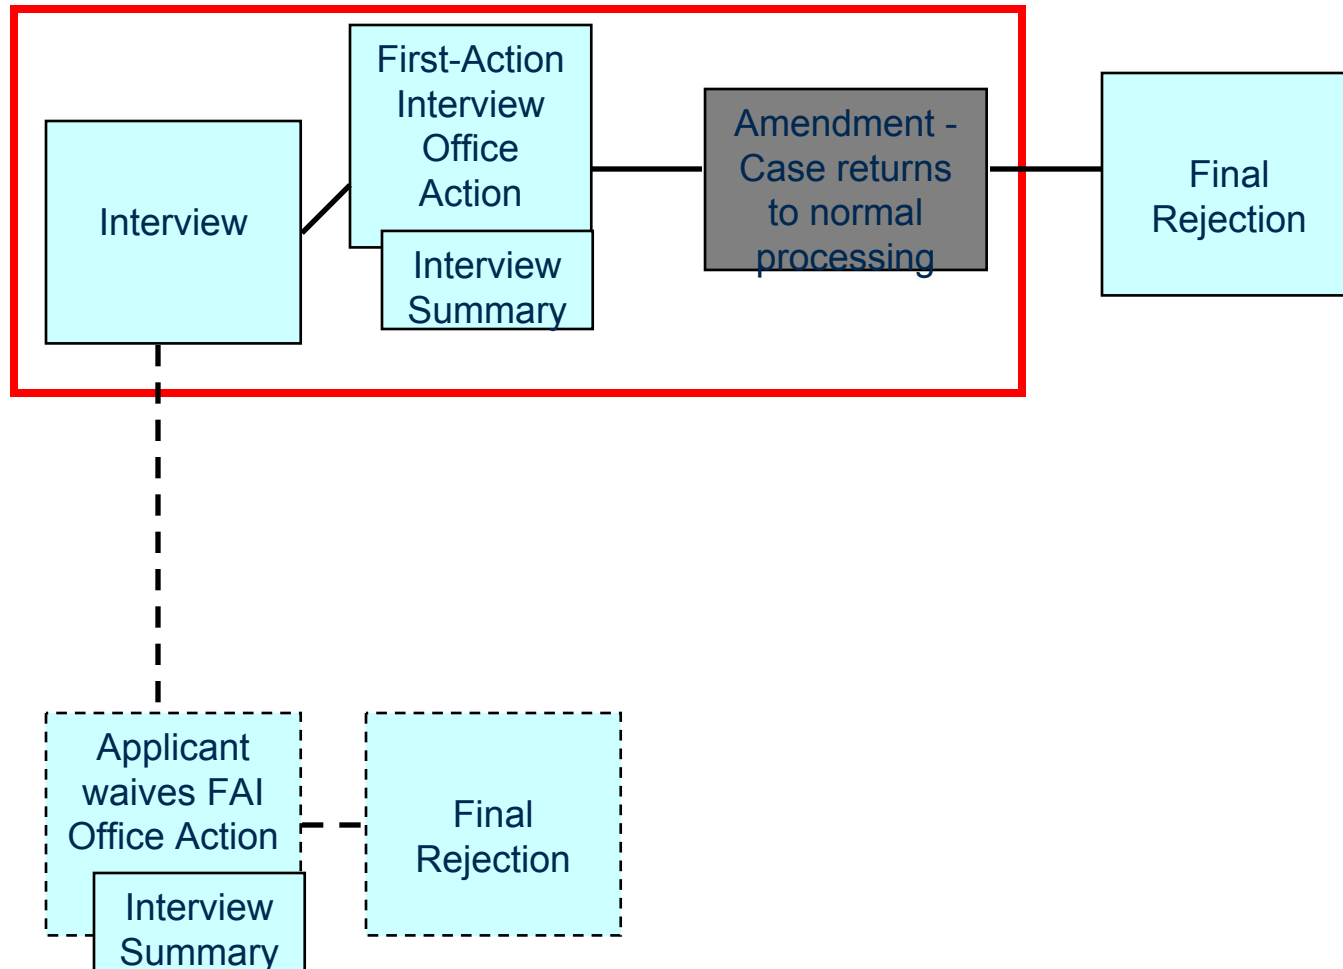 Interview
First-Action
Interview
Office
Action
Interview
Summary
Amendment -
Case returns
to normal
processing
Final
Rejection
Applicant
waives FAI
Office Action
Interview
Summary
Final
Rejection